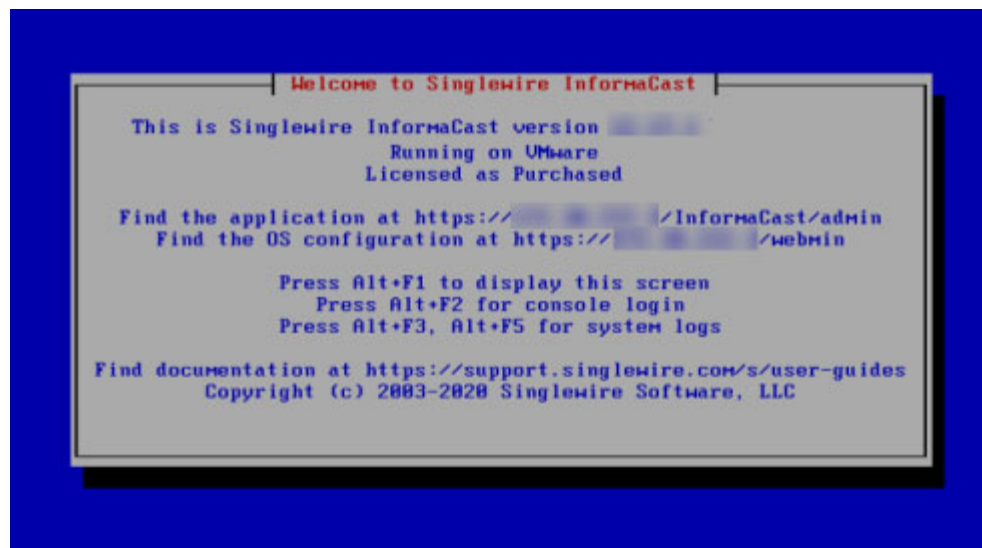 Welcome to Singlewire InformaCast
This is Singlewire InformaCast version
Running on VMware
Licensed as Purchased
Find the application at https:// /InformaCast/admin
Find the OS configuration at https:// /webmin
Press Alt+F1 to display this screen
Press Alt+F2 for console login
Press Alt+F3, Alt+F5 for system logs
Find documentation at https://support.singlewire.com/s/user-guides
Copyright (c) 2003-2020 Singlewire Software, LLC